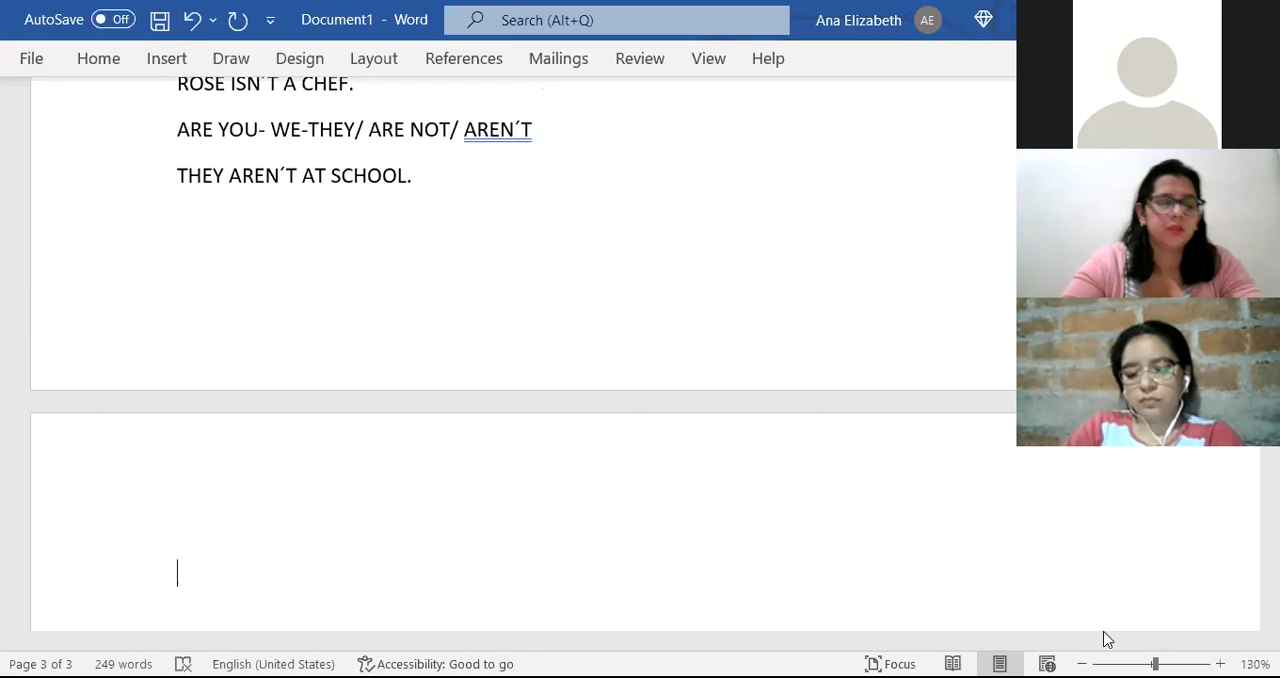 AutoSave Off Document1 - Word Search (Alt+Q) Ana Elizabeth AE
File Home Insert Draw Design Layout References Mailings Review View Help
ROSE ISN´T A CHEF.
ARE YOU- WE-THEY/ ARE NOT/ AREN´T
THEY AREN´T AT SCHOOL.
Page 3 of 3 249 words English (United States) Accessibility: Good to go Focus 130%